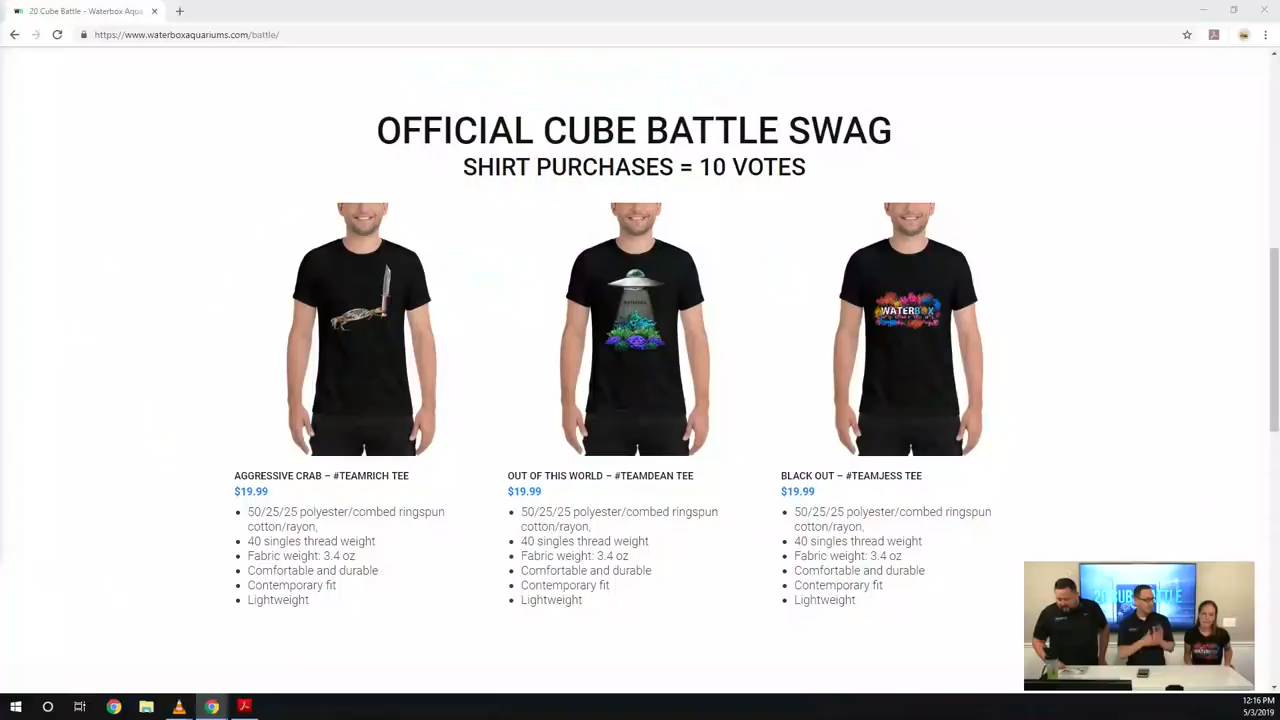 20 Cube Battle - Waterbox Aqua
https://www.waterboxaquariums.com/battle/
OFFICIAL CUBE BATTLE SWAG
SHIRT PURCHASES = 10 VOTES
WATERBOX
AGGRESSIVE CRAB – #TEAMRICH TEE
$19.99
50/25/25 polyester/combed ringspun
cotton/rayon,
40 singles thread weight
Fabric weight: 3.4 oz
Comfortable and durable
Contemporary fit
Lightweight
OUT OF THIS WORLD – #TEAMDEAN TEE
$19.99
50/25/25 polyester/combed ringspun
cotton/rayon,
40 singles thread weight
Fabric weight: 3.4 oz
Comfortable and durable
Contemporary fit
Lightweight
BLACK OUT – #TEAMJESS TEE
$19.99
50/25/25 polyester/combed ringspun
cotton/rayon,
40 singles thread weight
Fabric weight: 3.4 oz
Comfortable and durable
Contemporary fit
Lightweight
20 CUBE BATTLE
WATERBOX
12:16 PM
5/3/2019